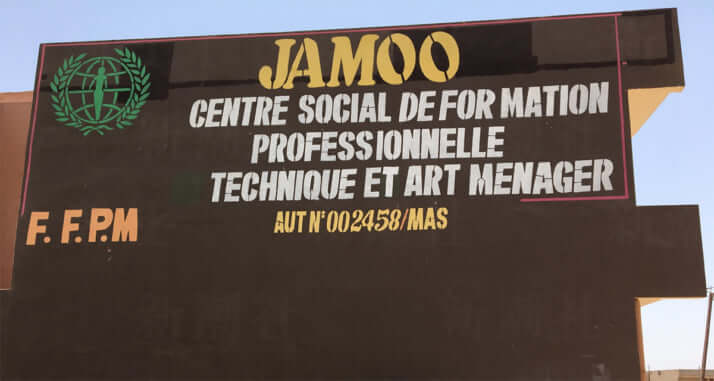 JAMOO
CENTRE SOCIAL DE FOR MATION
PROFESSIONNELLE
TECHNIQUE ET ART MENAGER
F. F.P.M
AUT N° 002458/MAS